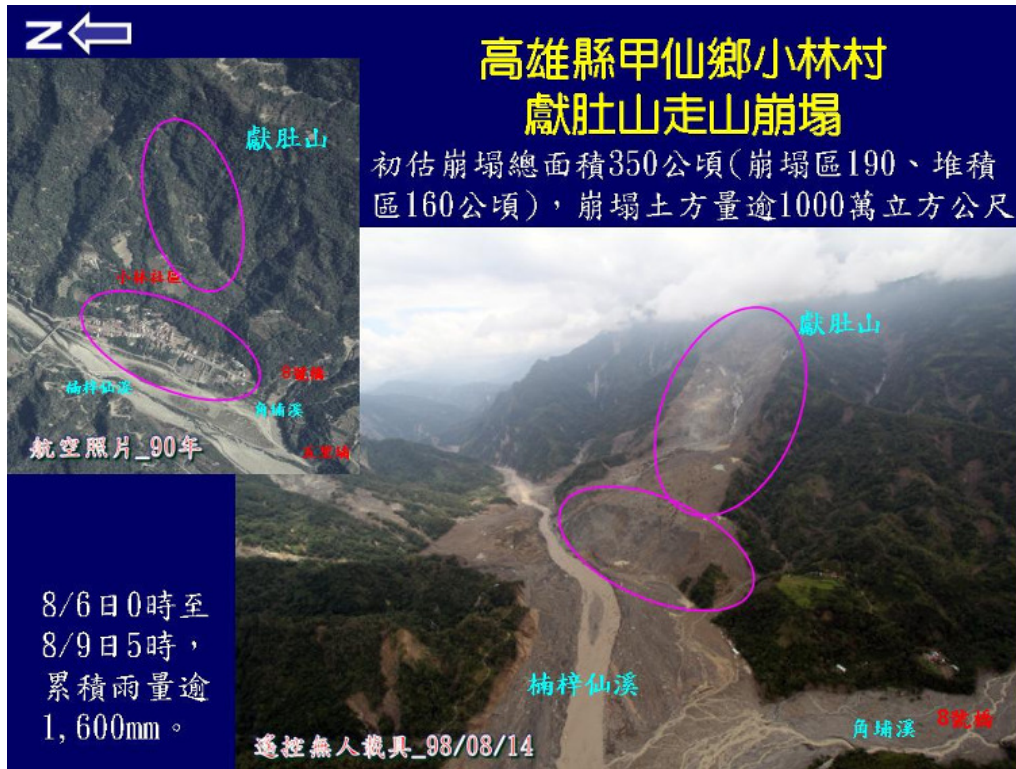 Z
高雄縣甲仙鄉小林村
獻肚山走山崩塌
初估崩塌總面積350公頃(崩塌區190、堆積
區160公頃)，崩塌土方量逾1000萬立方公尺
獻肚山
小林社區
8號橋
楠梓仙溪
角埔溪
航空照片_90年
獻肚山
8/6日0時至
8/9日5時，
累積雨量逾
1,600mm。
楠梓仙溪
8號橋
角埔溪
遙控無人載具_98/08/14